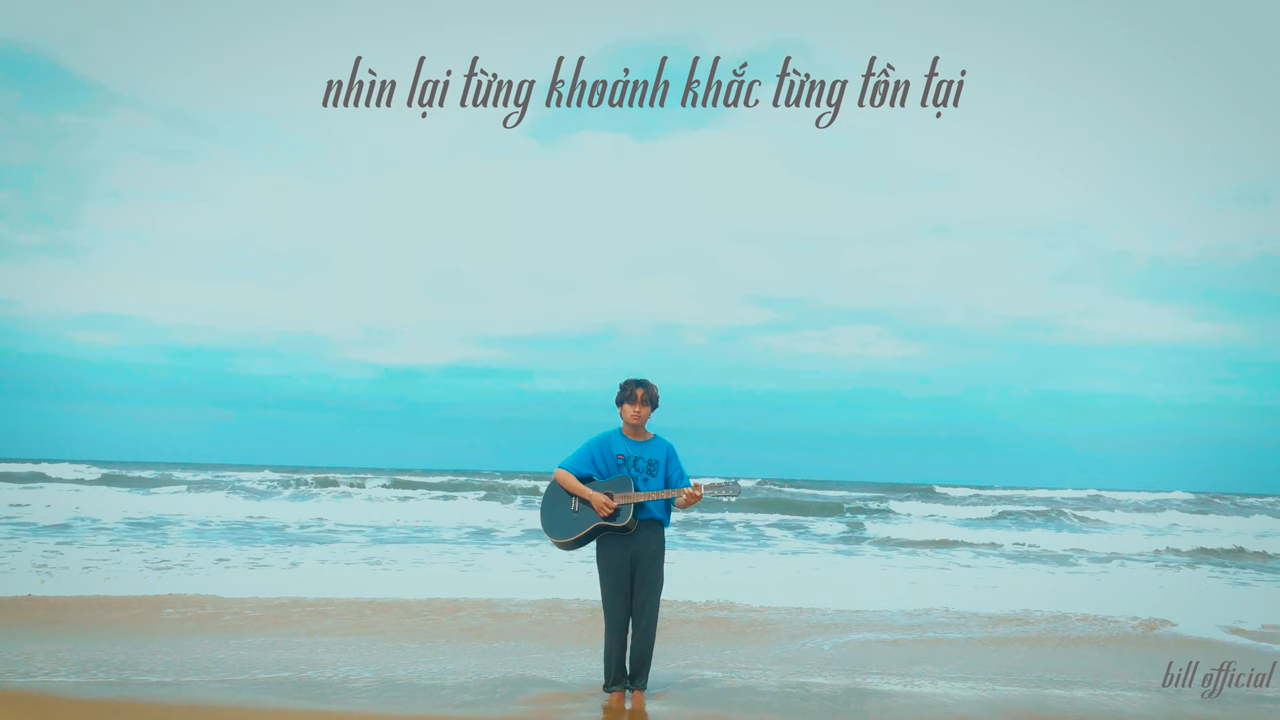 nhìn lại từng khoảnh khắc từng tồn tại
bill official